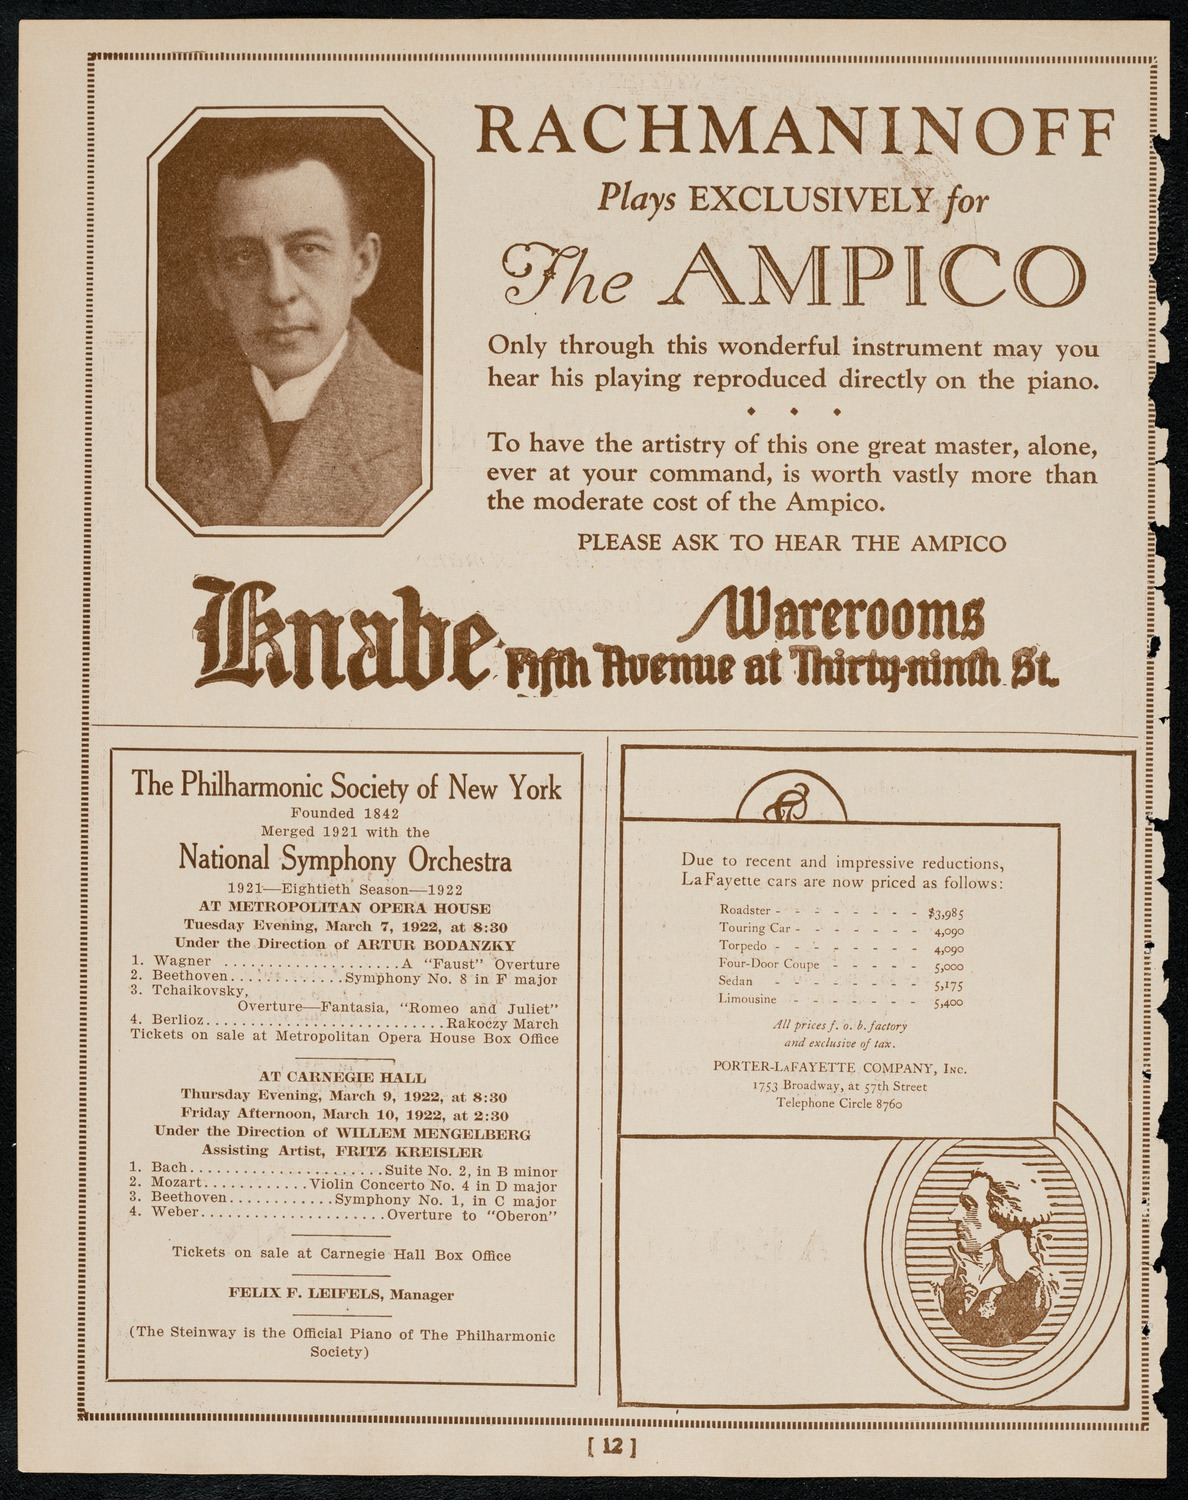 RACHMANINOFF
Plays EXCLUSIVELY for
The AMPICO
Only through this wonderful instrument may you
hear his playing reproduced directly on the piano.
To have the artistry of this one great master, alone,
ever at your command, is worth vastly more than
the moderate cost of the Ampico.
PLEASE ASK TO HEAR THE AMPICO
Knabe Warerooms
Fifth Avenue at Thirty-ninth St.
The Philharmonic Society of New York
Founded 1842
Merged 1921 with the
National Symphony Orchestra
1921—Eightieth Season—1922
AT METROPOLITAN OPERA HOUSE
Tuesday Evening, March 7, 1922, at 8:30
Under the Direction of ARTUR BODANZKY
1. Wagner ....................A “Faust” Overture
2. Beethoven.............Symphony No. 8 in F major
3. Tchaikovsky,
Overture—Fantasia, “Romeo and Juliet”
4. Berlioz...........................Rakoczy March
Tickets on sale at Metropolitan Opera House Box Office
AT CARNEGIE HALL
Thursday Evening, March 9, 1922, at 8:30
Friday Afternoon, March 10, 1922, at 2:30
Under the Direction of WILLEM MENGELBERG
Assisting Artist, FRITZ KREISLER
1. Bach......................Suite No. 2, in B minor
2. Mozart............Violin Concerto No. 4 in D major
3. Beethoven............Symphony No. 1, in C major
4. Weber.....................Overture to “Oberon”
Tickets on sale at Carnegie Hall Box Office
FELIX F. LEIFELS, Manager
(The Steinway is the Official Piano of The Philharmonic
Society)
Due to recent and impressive reductions,
LaFayette cars are now priced as follows:
Roadster - - - - - - - - $3,985
Touring Car - - - - - - - 4,090
Torpedo - - - - - - - - 4,090
Four-Door Coupe - - - - - 5,000
Sedan - - - - - - - - 5,175
Limousine - - - - - - - 5,400
All prices f. o. b. factory
and exclusive of tax.
PORTER-LAFAYETTE COMPANY, INC.
1753 Broadway, at 57th Street
Telephone Circle 8760
[ 12 ]